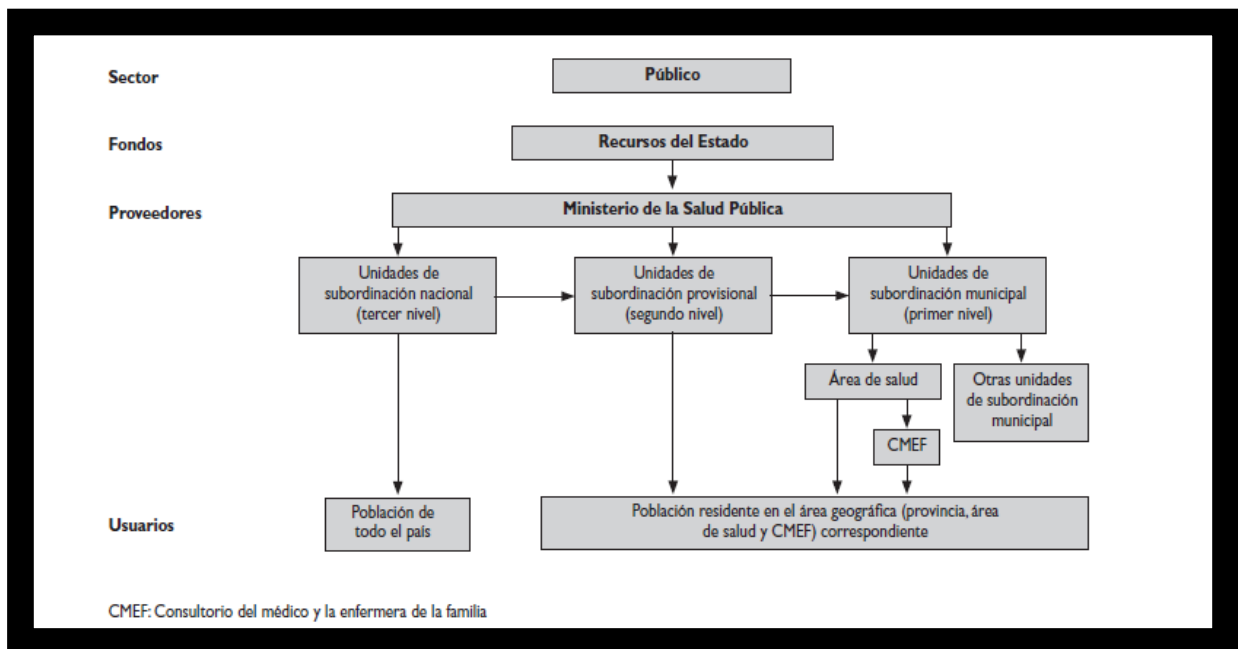 Sector
Público
Fondos
Recursos del Estado
Proveedores
Ministerio de la Salud Pública
Unidades de
subordinación nacional
(tercer nivel)
Unidades de
subordinación provisional
(segundo nivel)
Unidades de
subordinación municipal
(primer nivel)
Área de salud
Otras unidades
de subordinación
municipal
CMEF
Usuarios
Población de
todo el país
Población residente en el área geográfica (provincia, área
de salud y CMEF) correspondiente
CMEF: Consultorio del médico y la enfermera de la familia